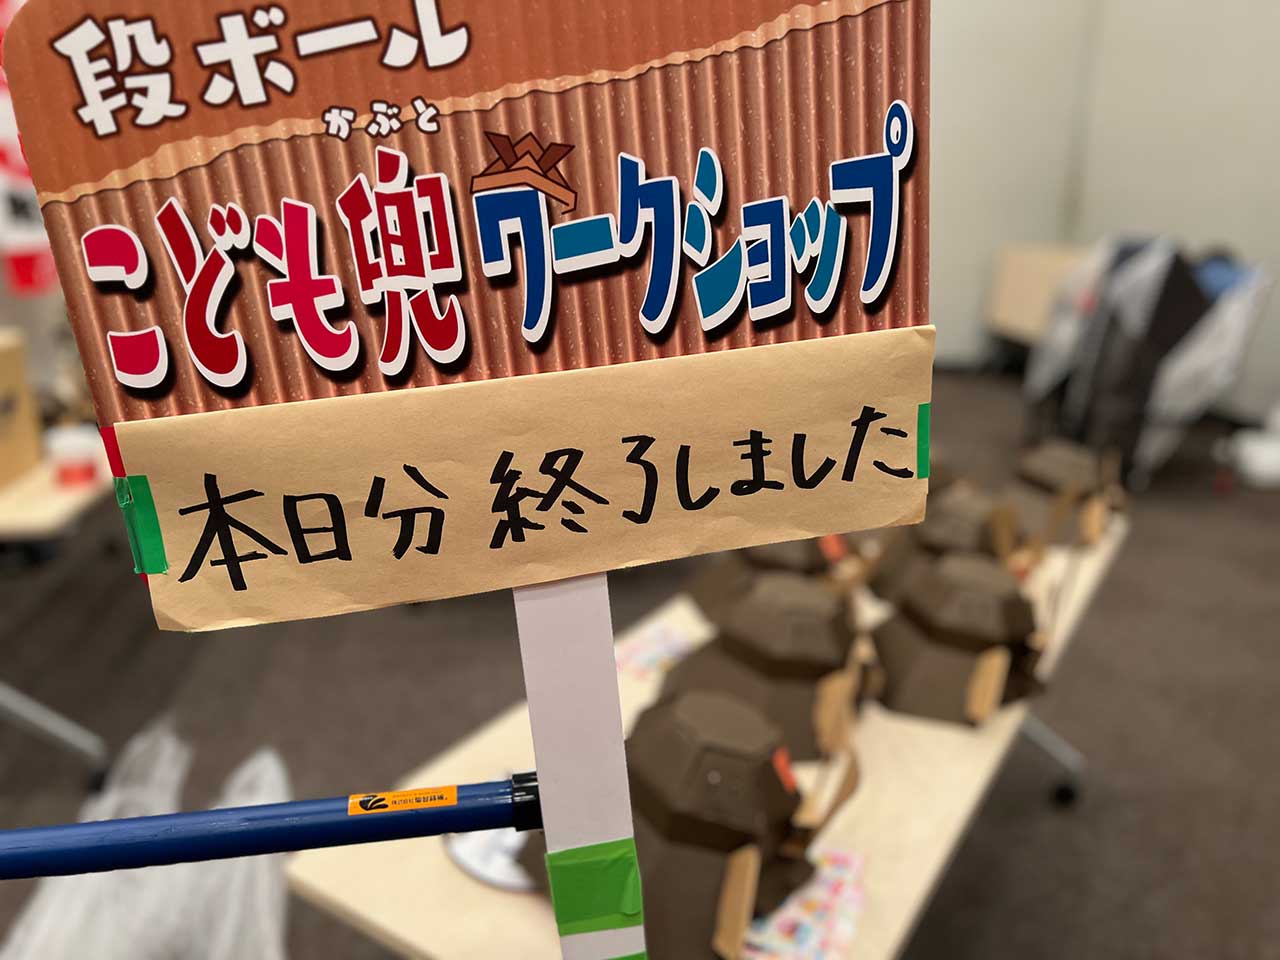 段ボール
かぶと
こども兜ワークショップ
本日分 終了しました